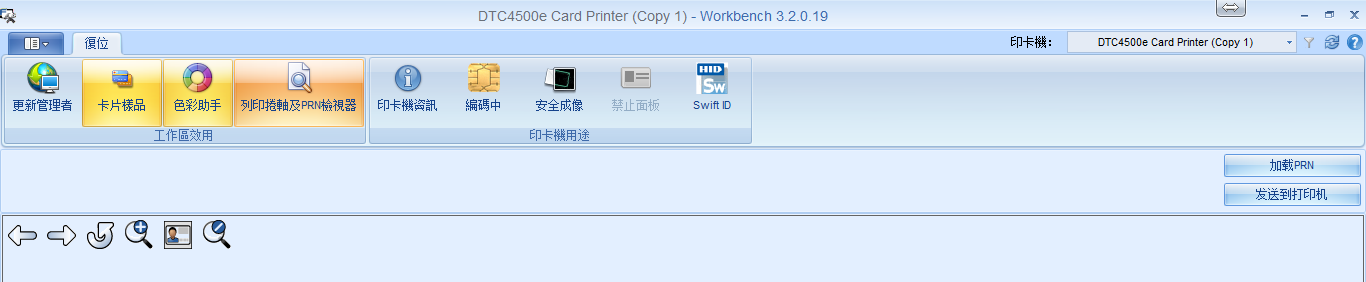 DTC4500e Card Printer (Copy 1) - Workbench 3.2.0.19
復位
印卡機:
DTC4500e Card Printer (Copy 1)
更新管理者
卡片樣品
色彩助手
列印捲軸及PRN檢視器
印卡機資訊
編碼中
安全成像
禁止面板
HID
Sw
Swift ID
工作區效用
印卡機用途
加载PRN
发送到打印机